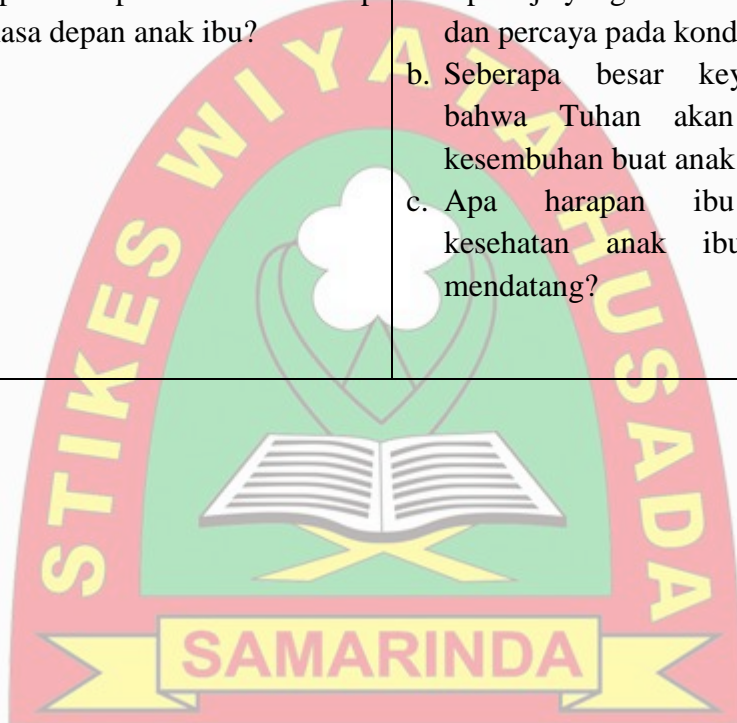 masa depan anak ibu?
dan percaya pada kond
b. Seberapa besar key
bahwa Tuhan akan
kesembuhan buat anak
c. Apa harapan ibu
kesehatan anak ibu
mendatang?
STIKES WIYATA HUSADA
SAMARINDA